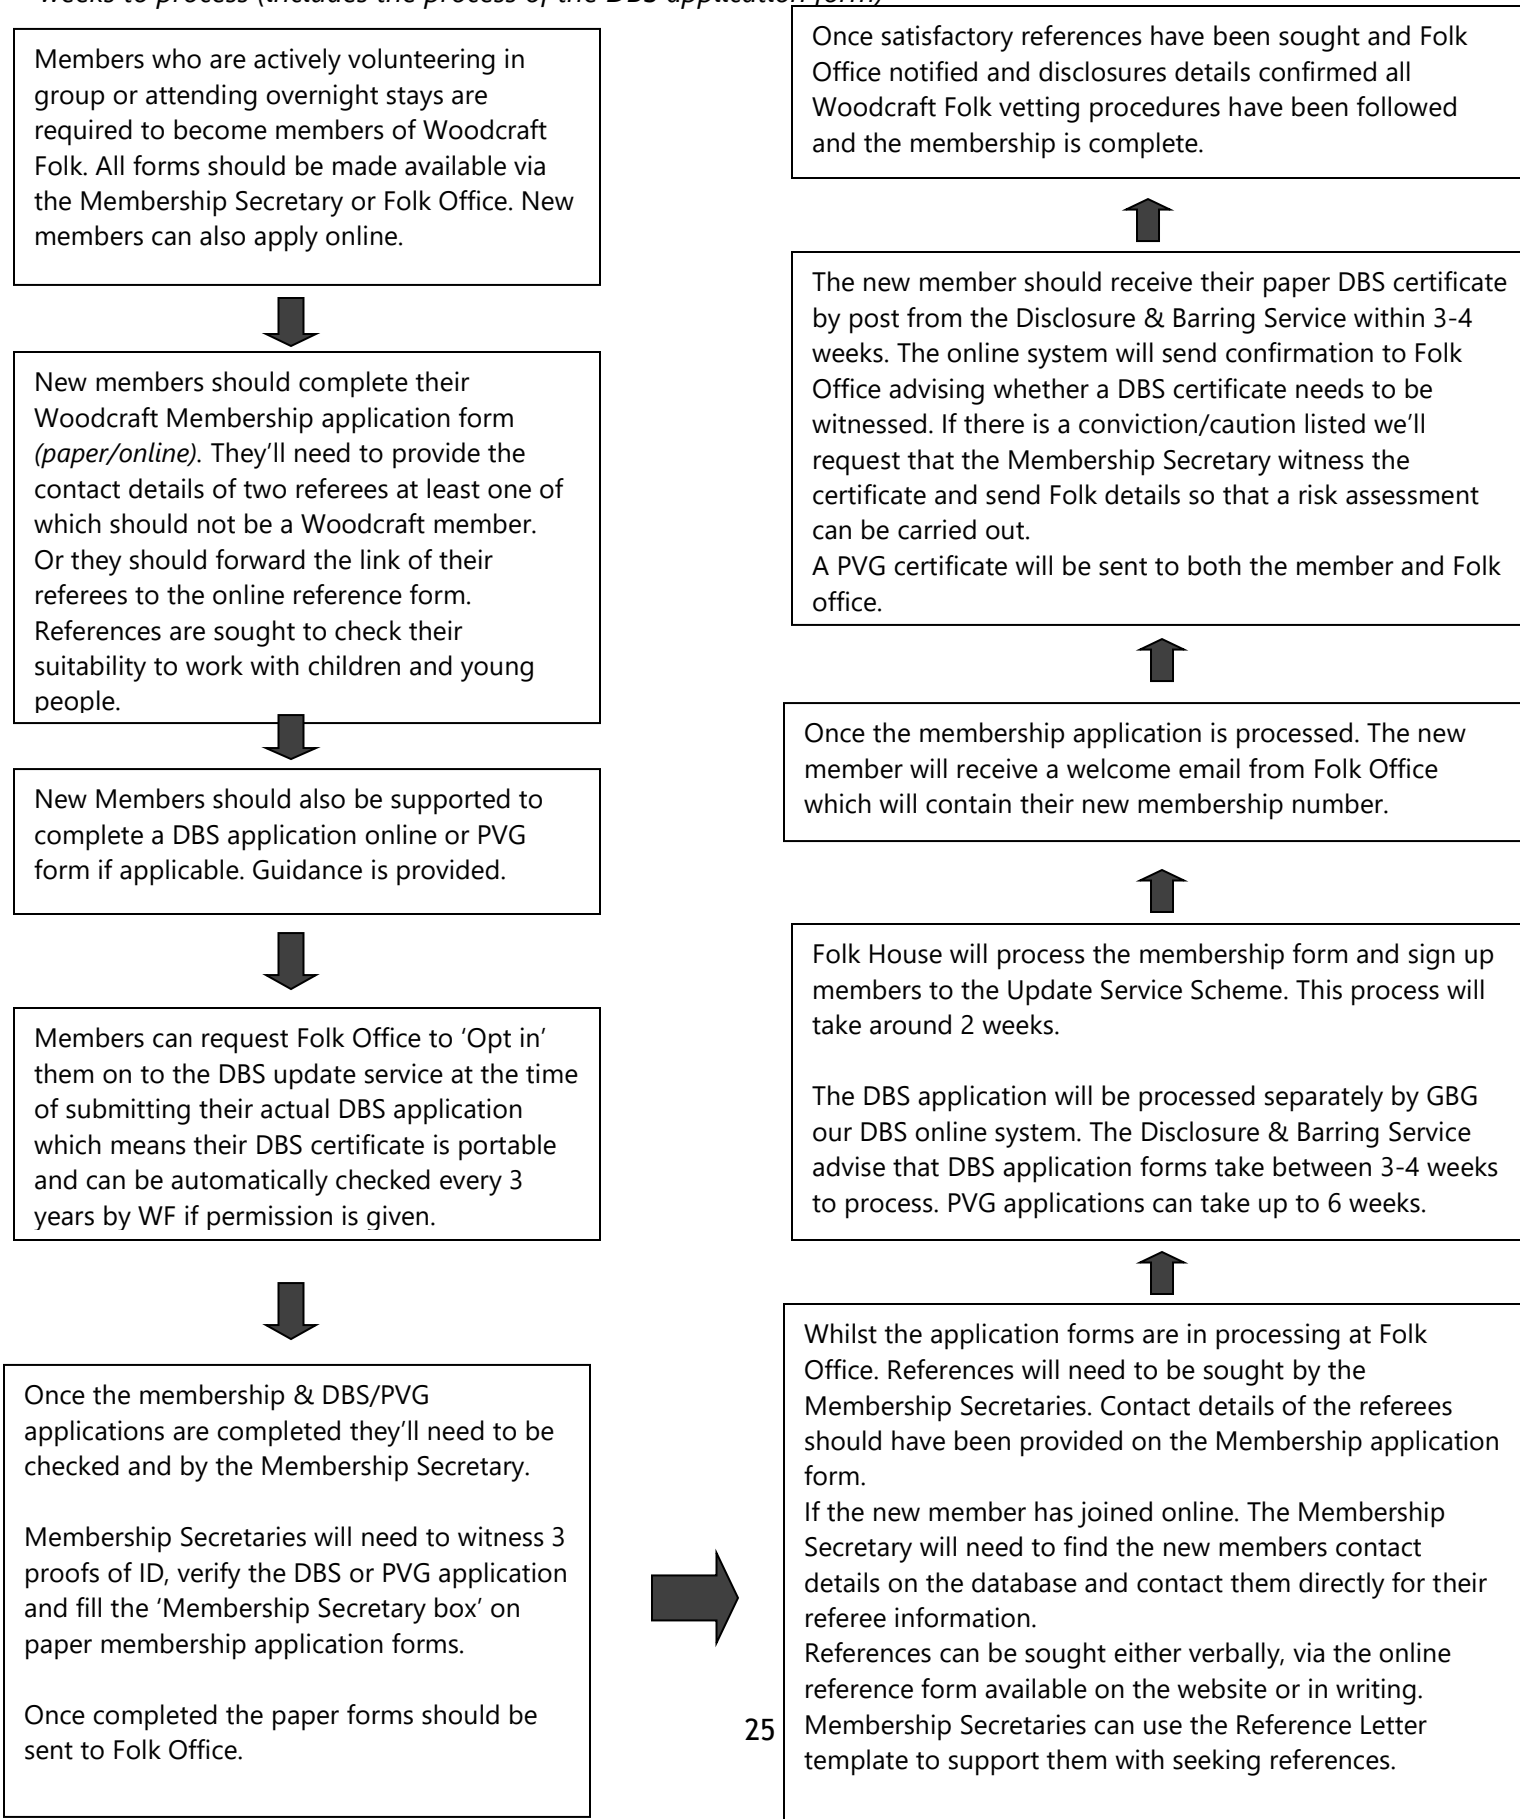 weeks to process (includes the process of the DBS application form)
Members who are actively volunteering in
group or attending overnight stays are
required to become members of Woodcraft
Folk. All forms should be made available via
the Membership Secretary or Folk Office. New
members can also apply online.
New members should complete their
Woodcraft Membership application form
(paper/online). They’ll need to provide the
contact details of two referees at least one of
which should not be a Woodcraft member.
Or they should forward the link of their
referees to the online reference form.
References are sought to check their
suitability to work with children and young
people.
New Members should also be supported to
complete a DBS application online or PVG
form if applicable. Guidance is provided.
Members can request Folk Office to ‘Opt in’
them on to the DBS update service at the time
of submitting their actual DBS application
which means their DBS certificate is portable
and can be automatically checked every 3
years by WF if permission is given.
Once the membership & DBS/PVG
applications are completed they’ll need to be
checked and by the Membership Secretary.
Membership Secretaries will need to witness 3
proofs of ID, verify the DBS or PVG application
and fill the ‘Membership Secretary box’ on
paper membership application forms.
Once completed the paper forms should be
sent to Folk Office.
Whilst the application forms are in processing at Folk
Office. References will need to be sought by the
Membership Secretaries. Contact details of the referees
should have been provided on the Membership application
form.
If the new member has joined online. The Membership
Secretary will need to find the new members contact
details on the database and contact them directly for their
referee information.
References can be sought either verbally, via the online
reference form available on the website or in writing.
Membership Secretaries can use the Reference Letter
template to support them with seeking references.
Folk House will process the membership form and sign up
members to the Update Service Scheme. This process will
take around 2 weeks.
The DBS application will be processed separately by GBG
our DBS online system. The Disclosure & Barring Service
advise that DBS application forms take between 3-4 weeks
to process. PVG applications can take up to 6 weeks.
Once the membership application is processed. The new
member will receive a welcome email from Folk Office
which will contain their new membership number.
The new member should receive their paper DBS certificate
by post from the Disclosure & Barring Service within 3-4
weeks. The online system will send confirmation to Folk
Office advising whether a DBS certificate needs to be
witnessed. If there is a conviction/caution listed we’ll
request that the Membership Secretary witness the
certificate and send Folk details so that a risk assessment
can be carried out.
A PVG certificate will be sent to both the member and Folk
office.
Once satisfactory references have been sought and Folk
Office notified and disclosures details confirmed all
Woodcraft Folk vetting procedures have been followed
and the membership is complete.
25